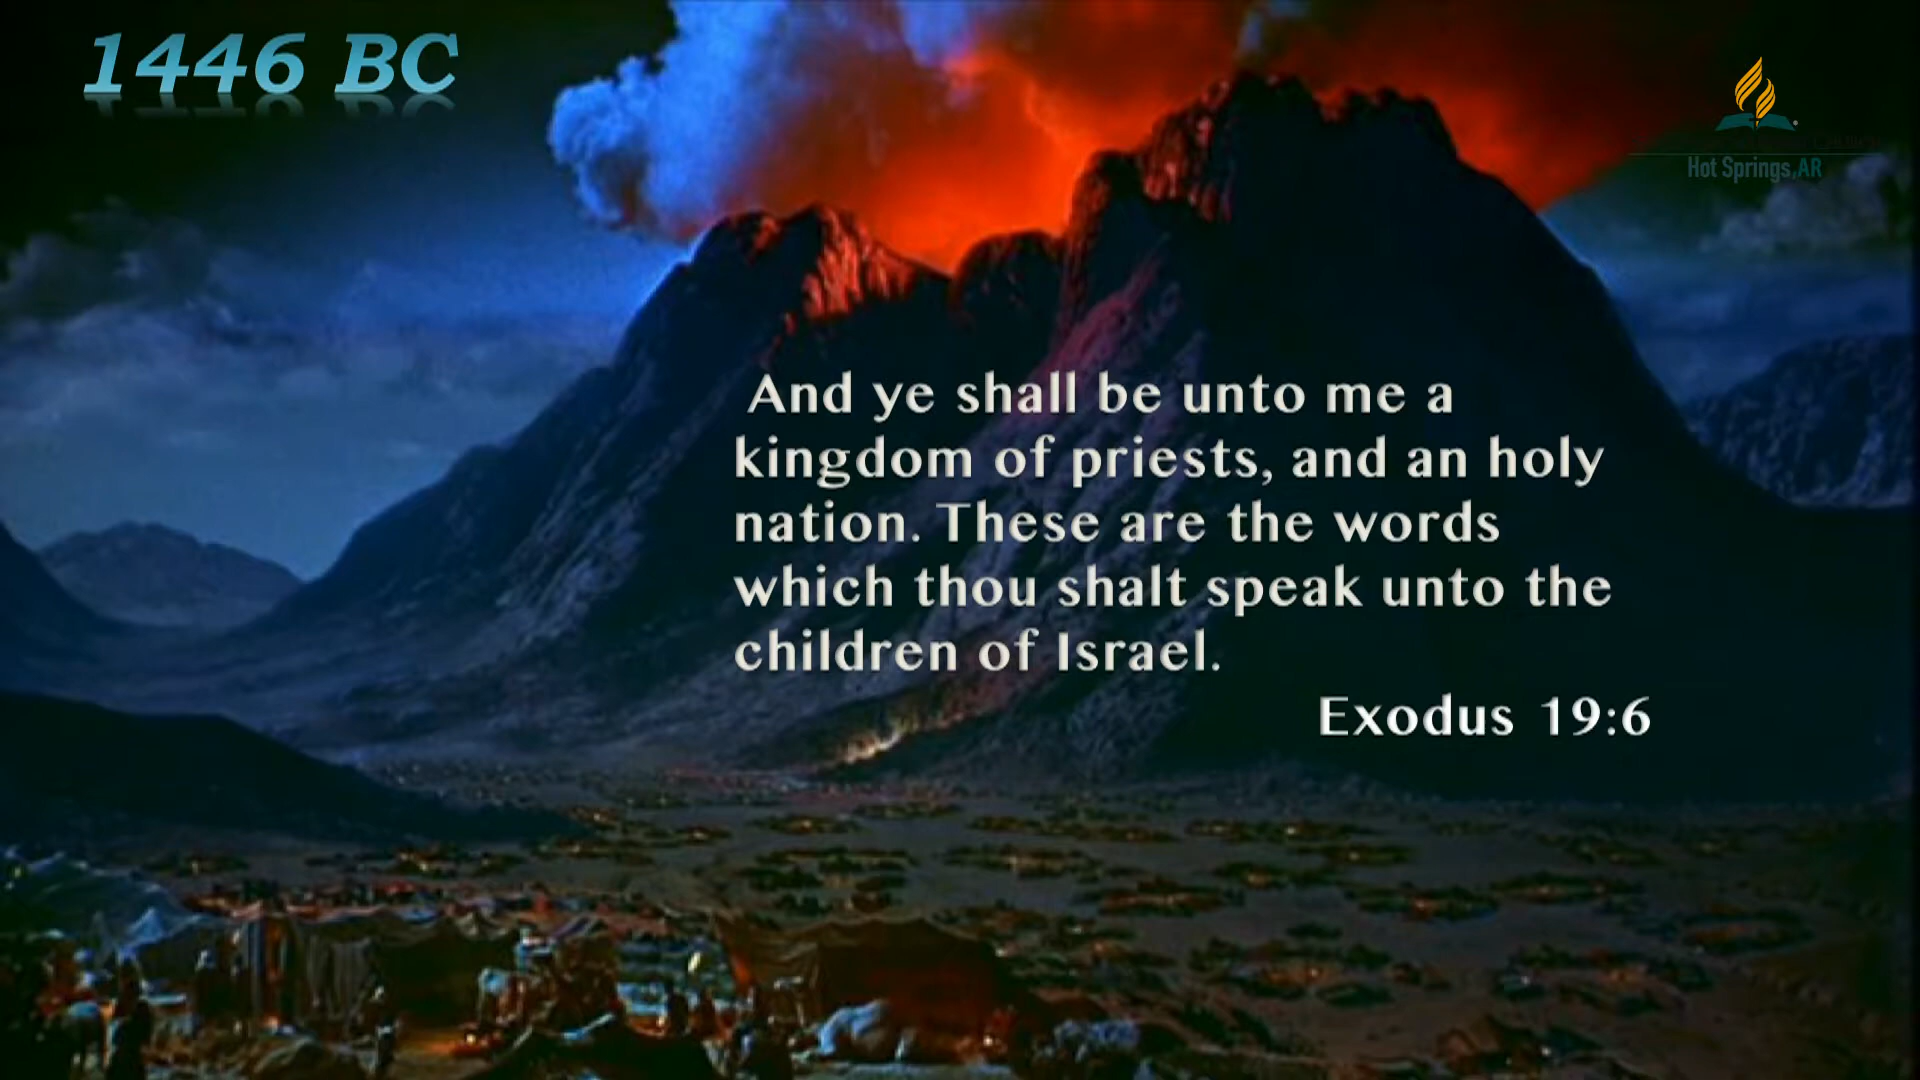 1446 BC
Hot Springs,AR
And ye shall be unto me a
kingdom of priests, and an holy
nation. These are the words
which thou shalt speak unto the
children of Israel.
Exodus 19:6